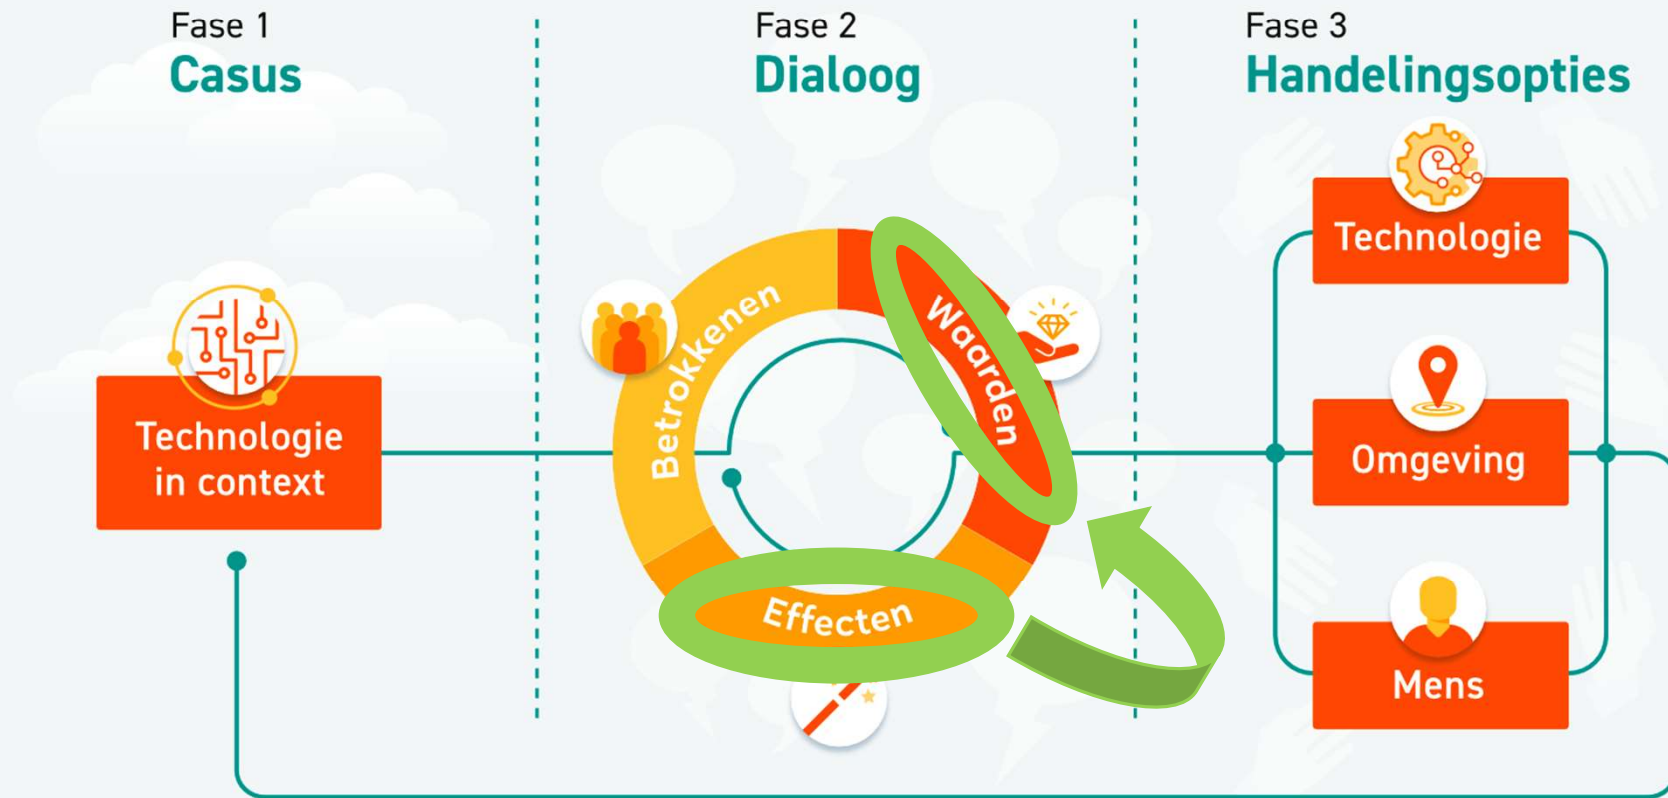 Fase 1
Casus
Technologie
in context
Fase 2
Dialoog
Betrokkenen
Waarden
Effecten
Fase 3
Handelingsopties
Technologie
Omgeving
Mens